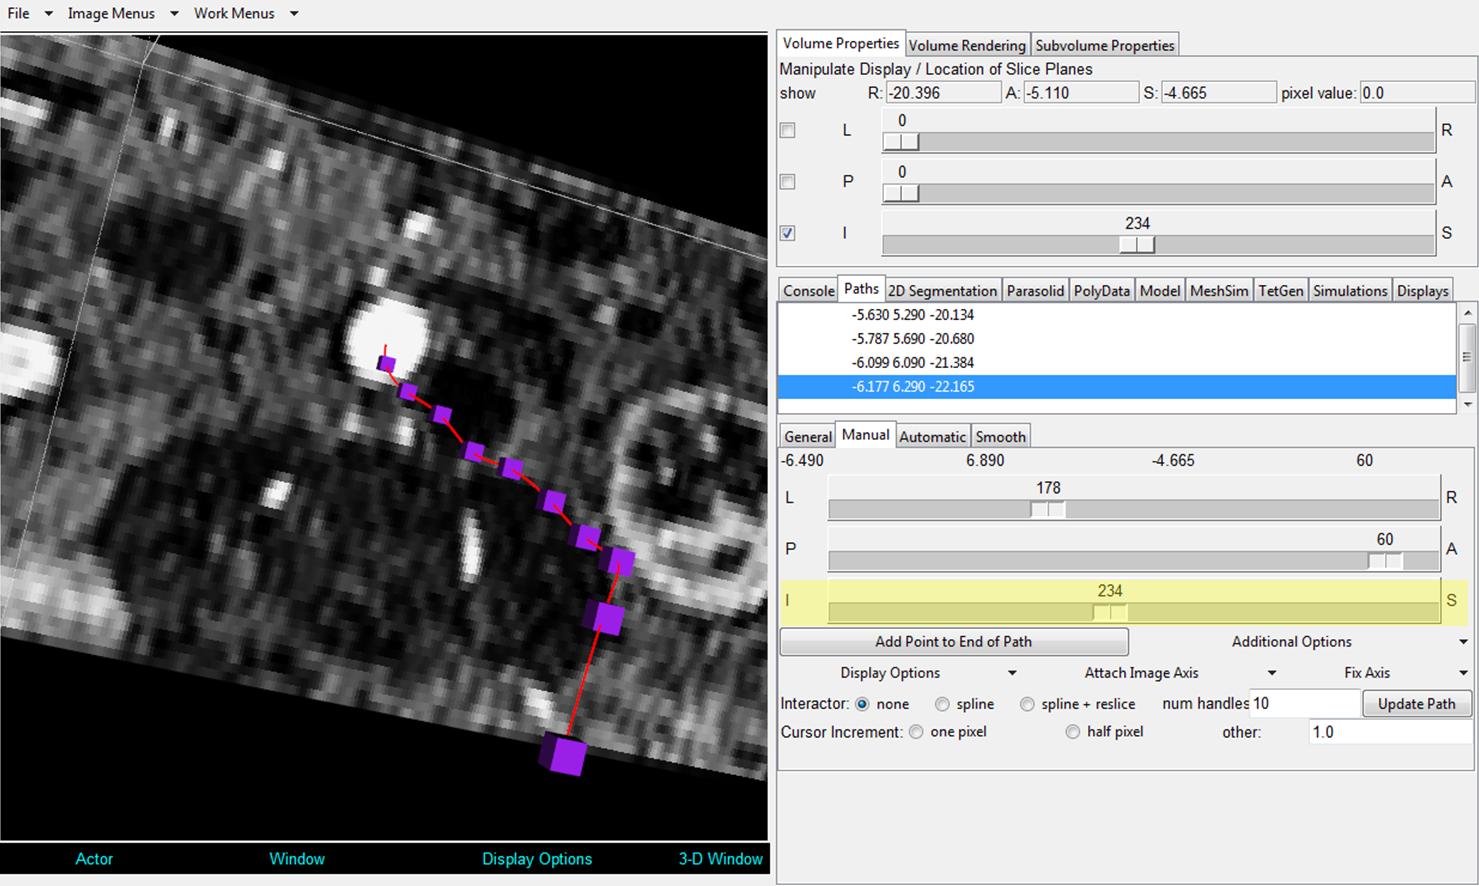 File Image Menus Work Menus
Volume Properties Volume Rendering Subvolume Properties
Manipulate Display / Location of Slice Planes
show R: -20.396 A: -5.110 S: -4.665 pixel value: 0.0
0
L R
0
P A
234
I S
Console Paths 2D Segmentation Parasolid PolyData Model MeshSim TetGen Simulations Displays
-5.630 5.290 -20.134
-5.787 5.690 -20.680
-6.099 6.090 -21.384
-6.177 6.290 -22.165
General Manual Automatic Smooth
-6.490 6.890 -4.665 60
178
L R
60
P A
234
I S
Add Point to End of Path Additional Options
Display Options Attach Image Axis Fix Axis
Interactor: none spline spline + reslice num handles 10 Update Path
Cursor Increment: one pixel half pixel other: 1.0
Actor Window Display Options 3-D Window